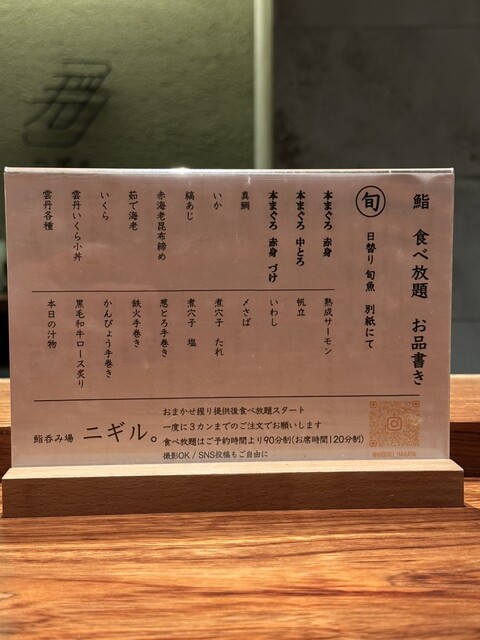 鮨 食べ放題 お品書き
旬 日替り 旬魚 別紙にて
本まぐろ 赤身
本まぐろ 中とろ
本まぐろ 赤身 づけ
真鯛
いか
縞あじ
赤海老昆布締め
茹で海老
いくら
雲丹いくら小丼
雲丹各種
熟成サーモン
帆立
いわし
〆さば
煮穴子 たれ
煮穴子 塩
葱とろ手巻き
鉄火手巻き
かんぴょう手巻き
黒毛和牛ロース炙り
本日の汁物
おまかせ握り提供後食べ放題スタート
一度に3カンまでのご注文でお願いします
食べ放題はご予約時間より90分制(お席時間120分制)
撮影OK / SNS投稿もご自由に
鮨呑み場 ニギル。